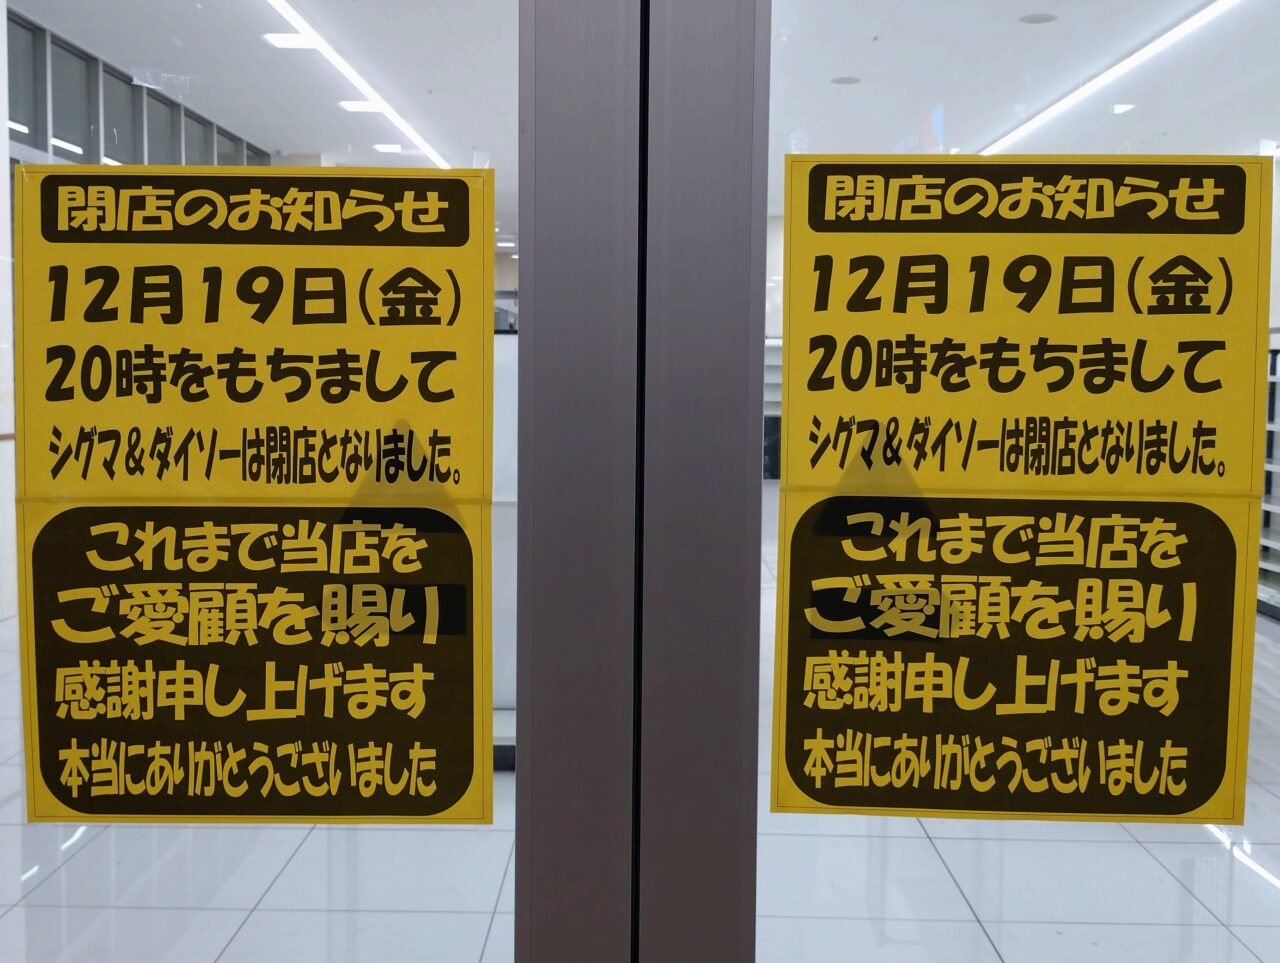 閉店のお知らせ
12月19日(金)
20時をもちまして
シグマ&ダイソーは閉店となりました。
これまで当店を
ご愛顧を賜り
感謝申し上げます
本当にありがとうございました
閉店のお知らせ
12月19日(金)
20時をもちまして
シグマ&ダイソーは閉店となりました。
これまで当店を
ご愛顧を賜り
感謝申し上げます
本当にありがとうございました